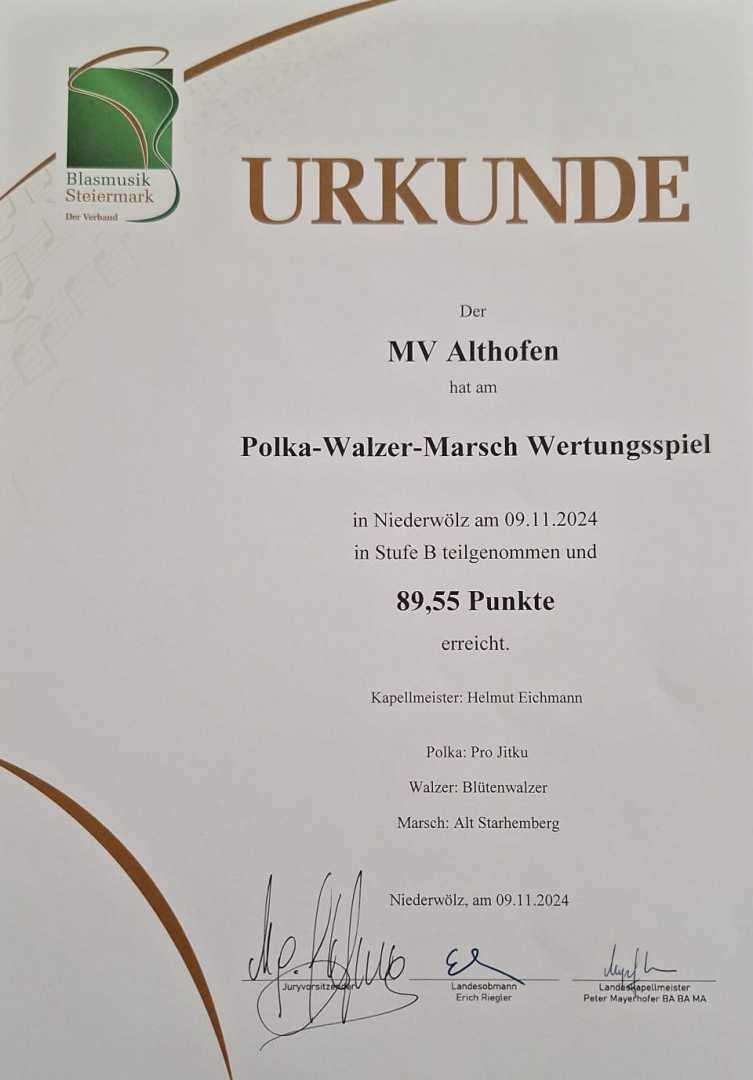 Blasmusik
Steiermark
Der Verband
URKUNDE
Der
MV Althofen
hat am
Polka-Walzer-Marsch Wertungsspiel
in Niederwölz am 09.11.2024
in Stufe B teilgenommen und
89,55 Punkte
erreicht.
Kapellmeister: Helmut Eichmann
Polka: Pro Jitku
Walzer: Blütenwalzer
Marsch: Alt Starhemberg
Niederwölz, am 09.11.2024
Juryvorsitzender
Landesobmann
Erich Riegler
Landeskapellmeister
Peter Mayerhofer BA BA MA